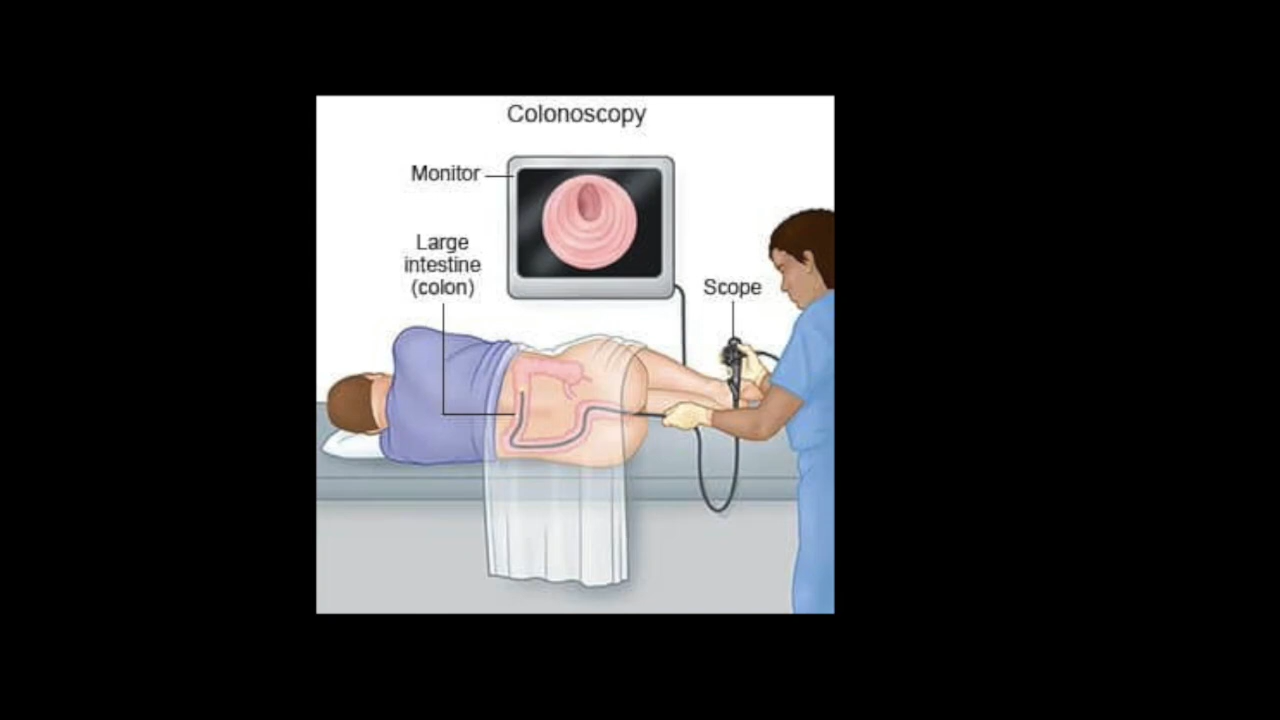 Colonoscopy
Monitor
Large
intestine
(colon)
Scope